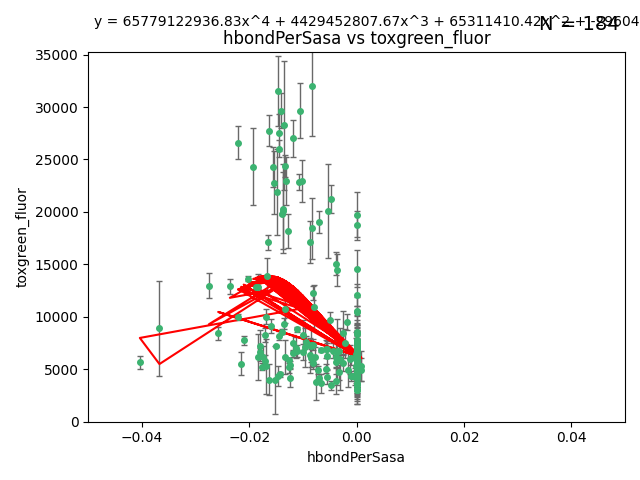 y = 65779122936.83x^4 + 4429452807.67x^3 + 65311410.42x^2 +
N = 184
hbondPerSasa vs toxgreen_fluor
35000
30000
25000
20000
15000
10000
5000
0
toxgreen_fluor
−0.04
−0.02
0.00
0.02
0.04
hbondPerSasa